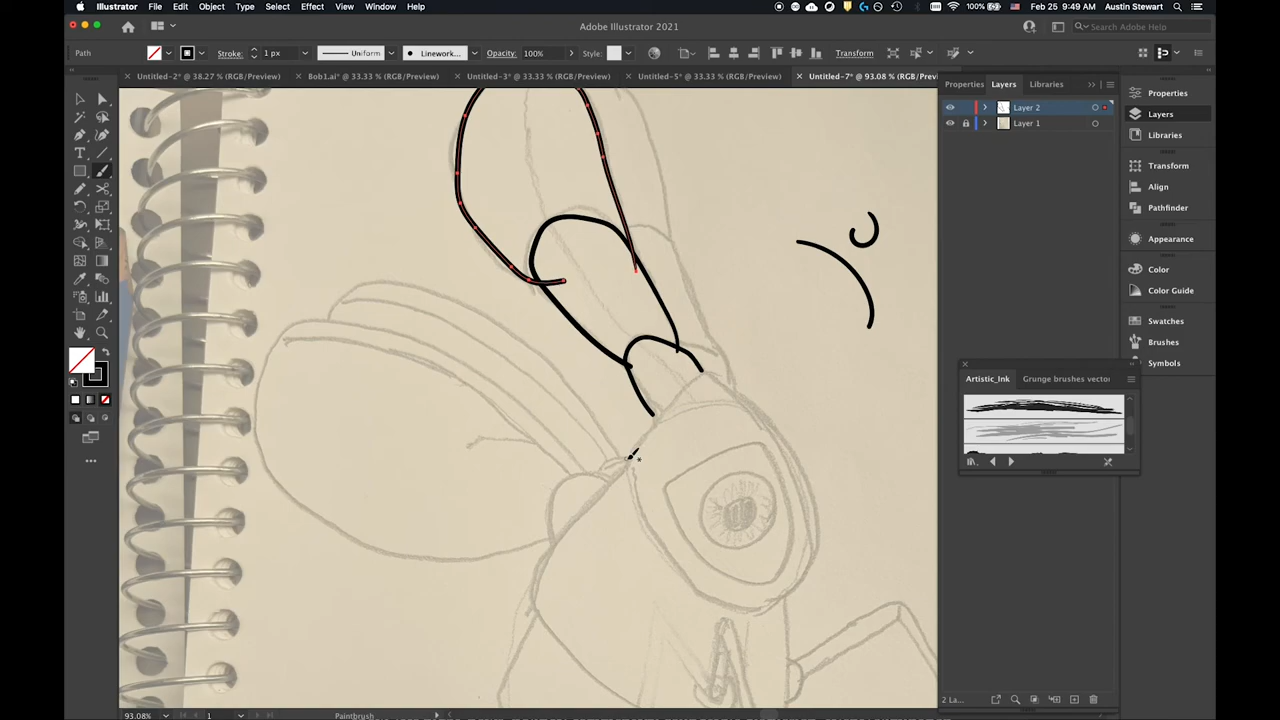 Illustrator File Edit Object Type Select Effect View Window Help 100% Feb 25 9:49 AM Austin Stewart
Adobe Illustrator 2021 Search Adobe Help
Path Stroke: 1 px Uniform Linework... Opacity: 100% Style: Transform
Untitled-2* @ 38.27 % (RGB/Preview) Bob1.ai* @ 33.33 % (RGB/Preview) Untitled-3* @ 33.33 % (RGB/Preview) Untitled-5* @ 33.33 % (RGB/Preview) Untitled-7* @ 93.08 % (RGB/Preview)
Properties Layers Libraries
Layer 2
Layer 1
Properties
Layers
Libraries
Transform
Align
Pathfinder
Appearance
Color
Color Guide
Swatches
Brushes
Symbols
Artistic_Ink Grunge brushes vector
2 La...
93.08% 1 Paintbrush